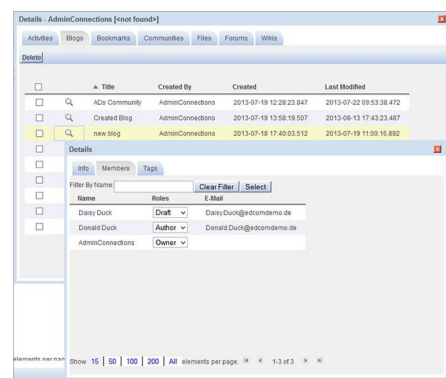 Details - AdminConnections [<not found>]
Activities Blogs Bookmarks Communities Files Forums Wikis
Delete
Title Created By Created Last Modified
ADs Community AdminConnections 2013-07-19 12:28:23.847 2013-07-22 09:53:38.472
Created Blog AdminConnections 2013-07-19 13:58:19.507 2013-08-13 17:43:23.487
new blog AdminConnections 2013-07-18 17:40:03.512 2013-07-19 11:00:16.892
Details
Info Members Tags
Filter By Name: Clear Filter Select
Name Roles E-Mail
Daisy Duck Draft Daisy.Duck@edcomdemo.de
Donald Duck Author Donald.Duck@edcomdemo.de
AdminConnections Owner
elements per pag
Show 15 | 50 | 100 | 200 | All elements per page. 1-3 of 3